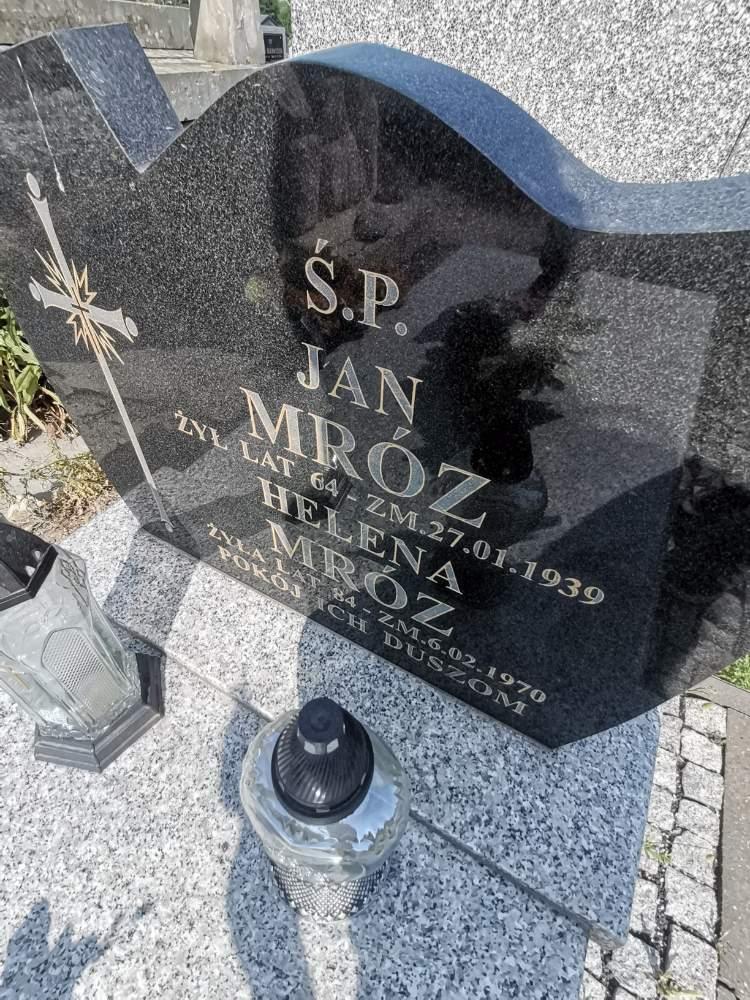 Ś.P.
JAN
MRÓZ
ŻYŁ LAT 64 - ZM.27.01.1939
HELENA
MRÓZ
ŻYŁA LAT 84 - ZM.6.02.1970
POKÓJ ICH DUSZOM